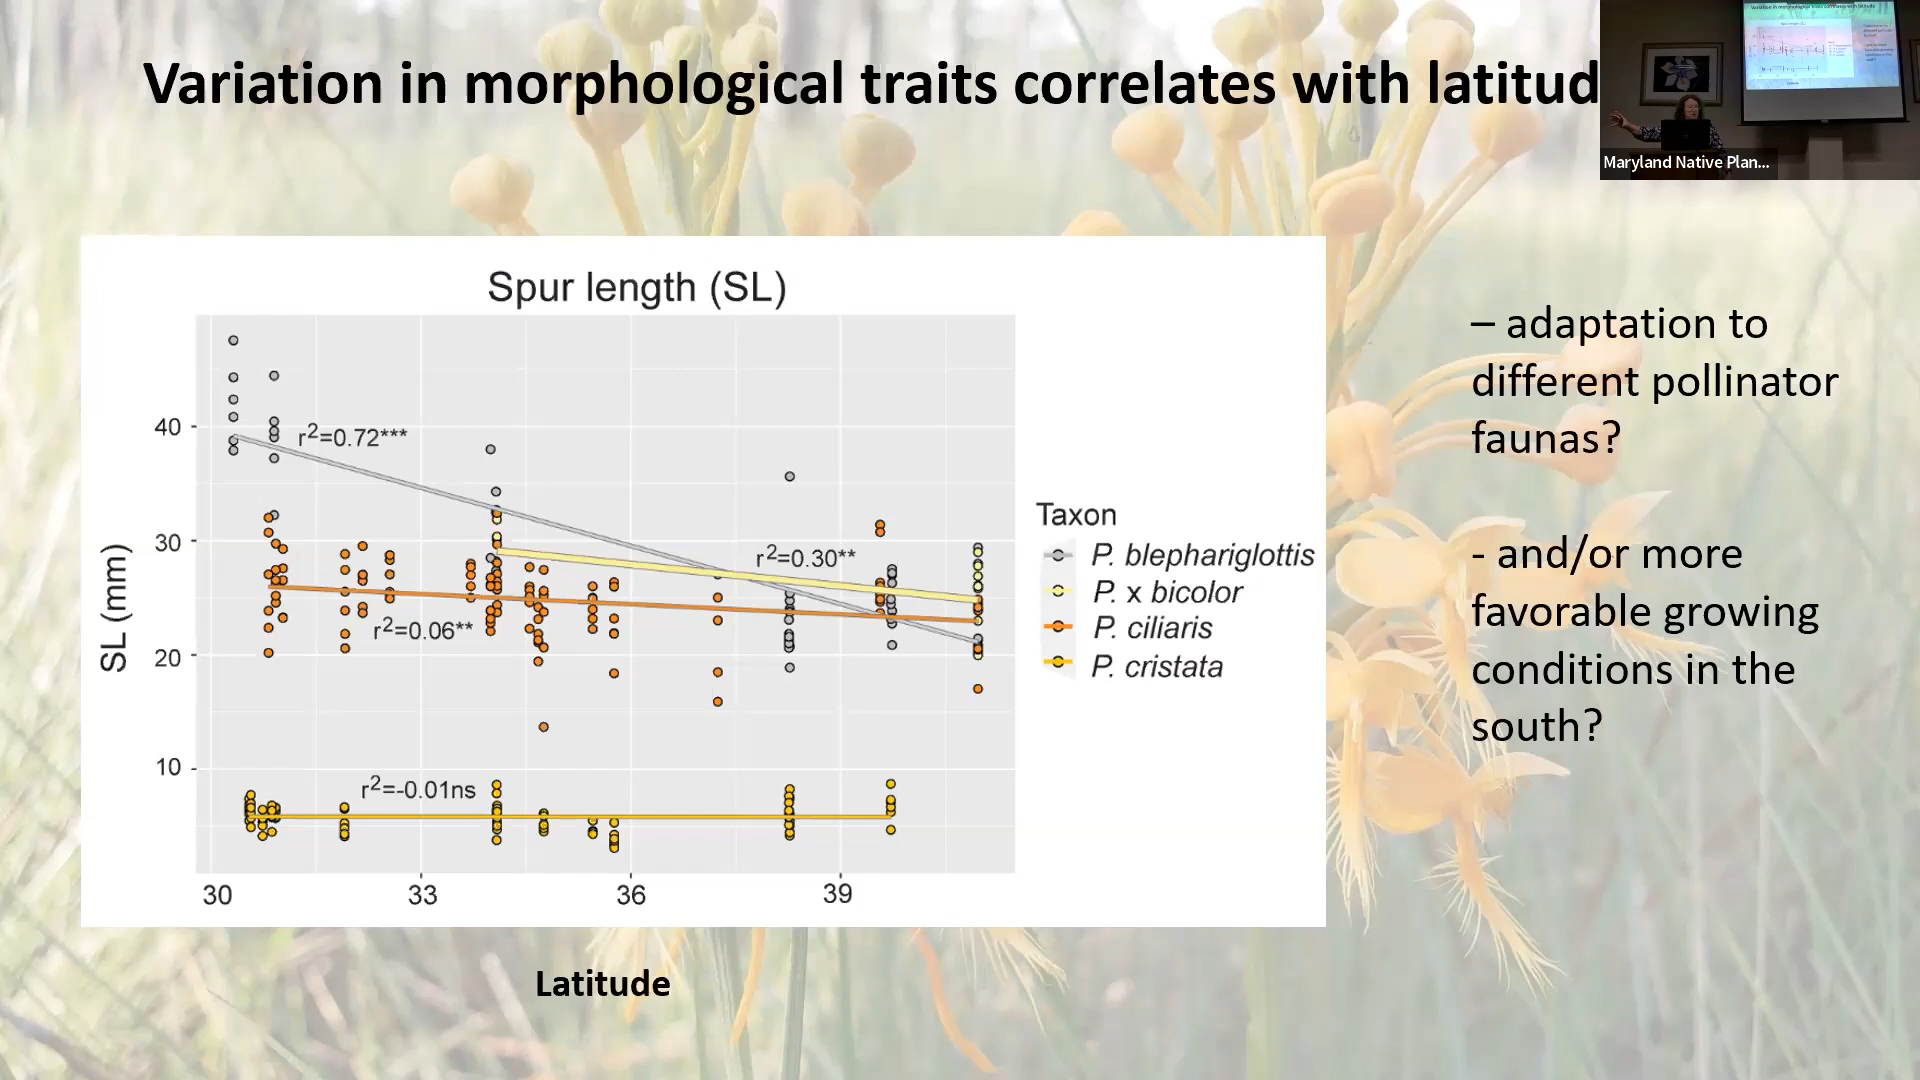 Variation in morphological traits correlates with latitud
Maryland Native Plan...
Spur length (SL)
SL (mm)
40
30
20
10
r2=0.72***
r2=0.30**
r2=0.06**
r2=-0.01ns
30 33 36 39
Latitude
Taxon
P. blephariglottis
P. x bicolor
P. ciliaris
P. cristata
– adaptation to
different pollinator
faunas?
- and/or more
favorable growing
conditions in the
south?